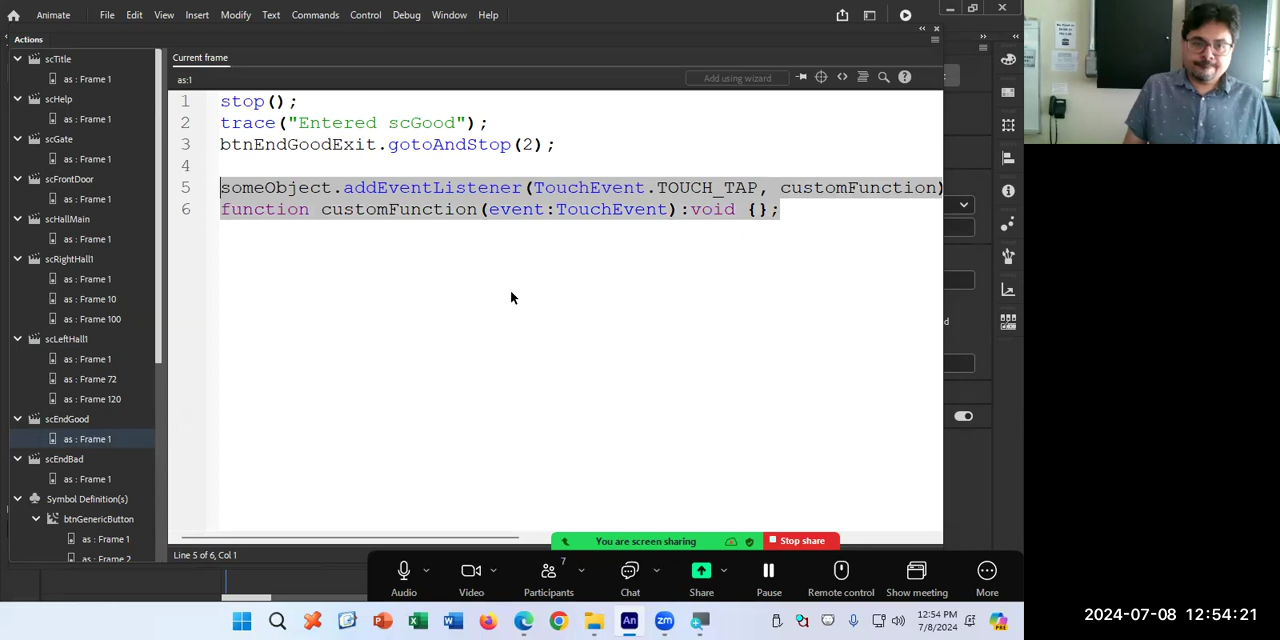 Animate File Edit View Insert Modify Text Commands Control Debug Window Help
Actions
scTitle
as : Frame 1
scHelp
as : Frame 1
scGate
as : Frame 1
scFrontDoor
as : Frame 1
scHallMain
as : Frame 1
scRightHall1
as : Frame 1
as : Frame 10
as : Frame 100
scLeftHall1
as : Frame 1
as : Frame 72
as : Frame 120
scEndGood
as : Frame 1
scEndBad
as : Frame 1
Symbol Definition(s)
btnGenericButton
as : Frame 1
as : Frame 2
Current frame
as:1
Add using wizard
1 stop();
2 trace("Entered scGood");
3 btnEndGoodExit.gotoAndStop(2);
4
5 someObject.addEventListener(TouchEvent.TOUCH_TAP, customFunction)
6 function customFunction(event:TouchEvent):void {};
Line 5 of 6, Col 1
You are screen sharing Stop share
7
Audio Video Participants Chat Share Pause Remote control Show meeting More
12:54 PM
7/8/2024
2024-07-08 12:54:21